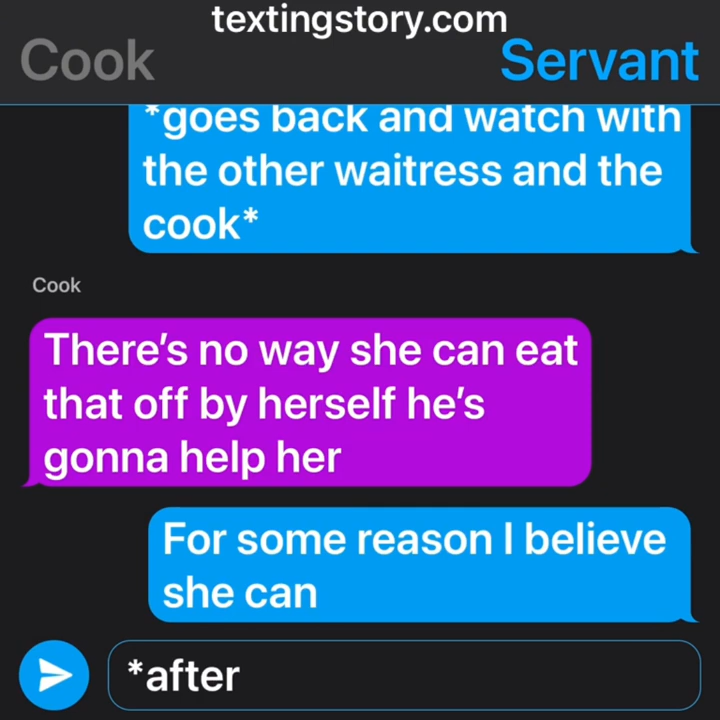 textingstory.com
Cook
Servant
*goes back and watch with
the other waitress and the
cook*
Cook
There's no way she can eat
that off by herself he's
gonna help her
For some reason I believe
she can
*after